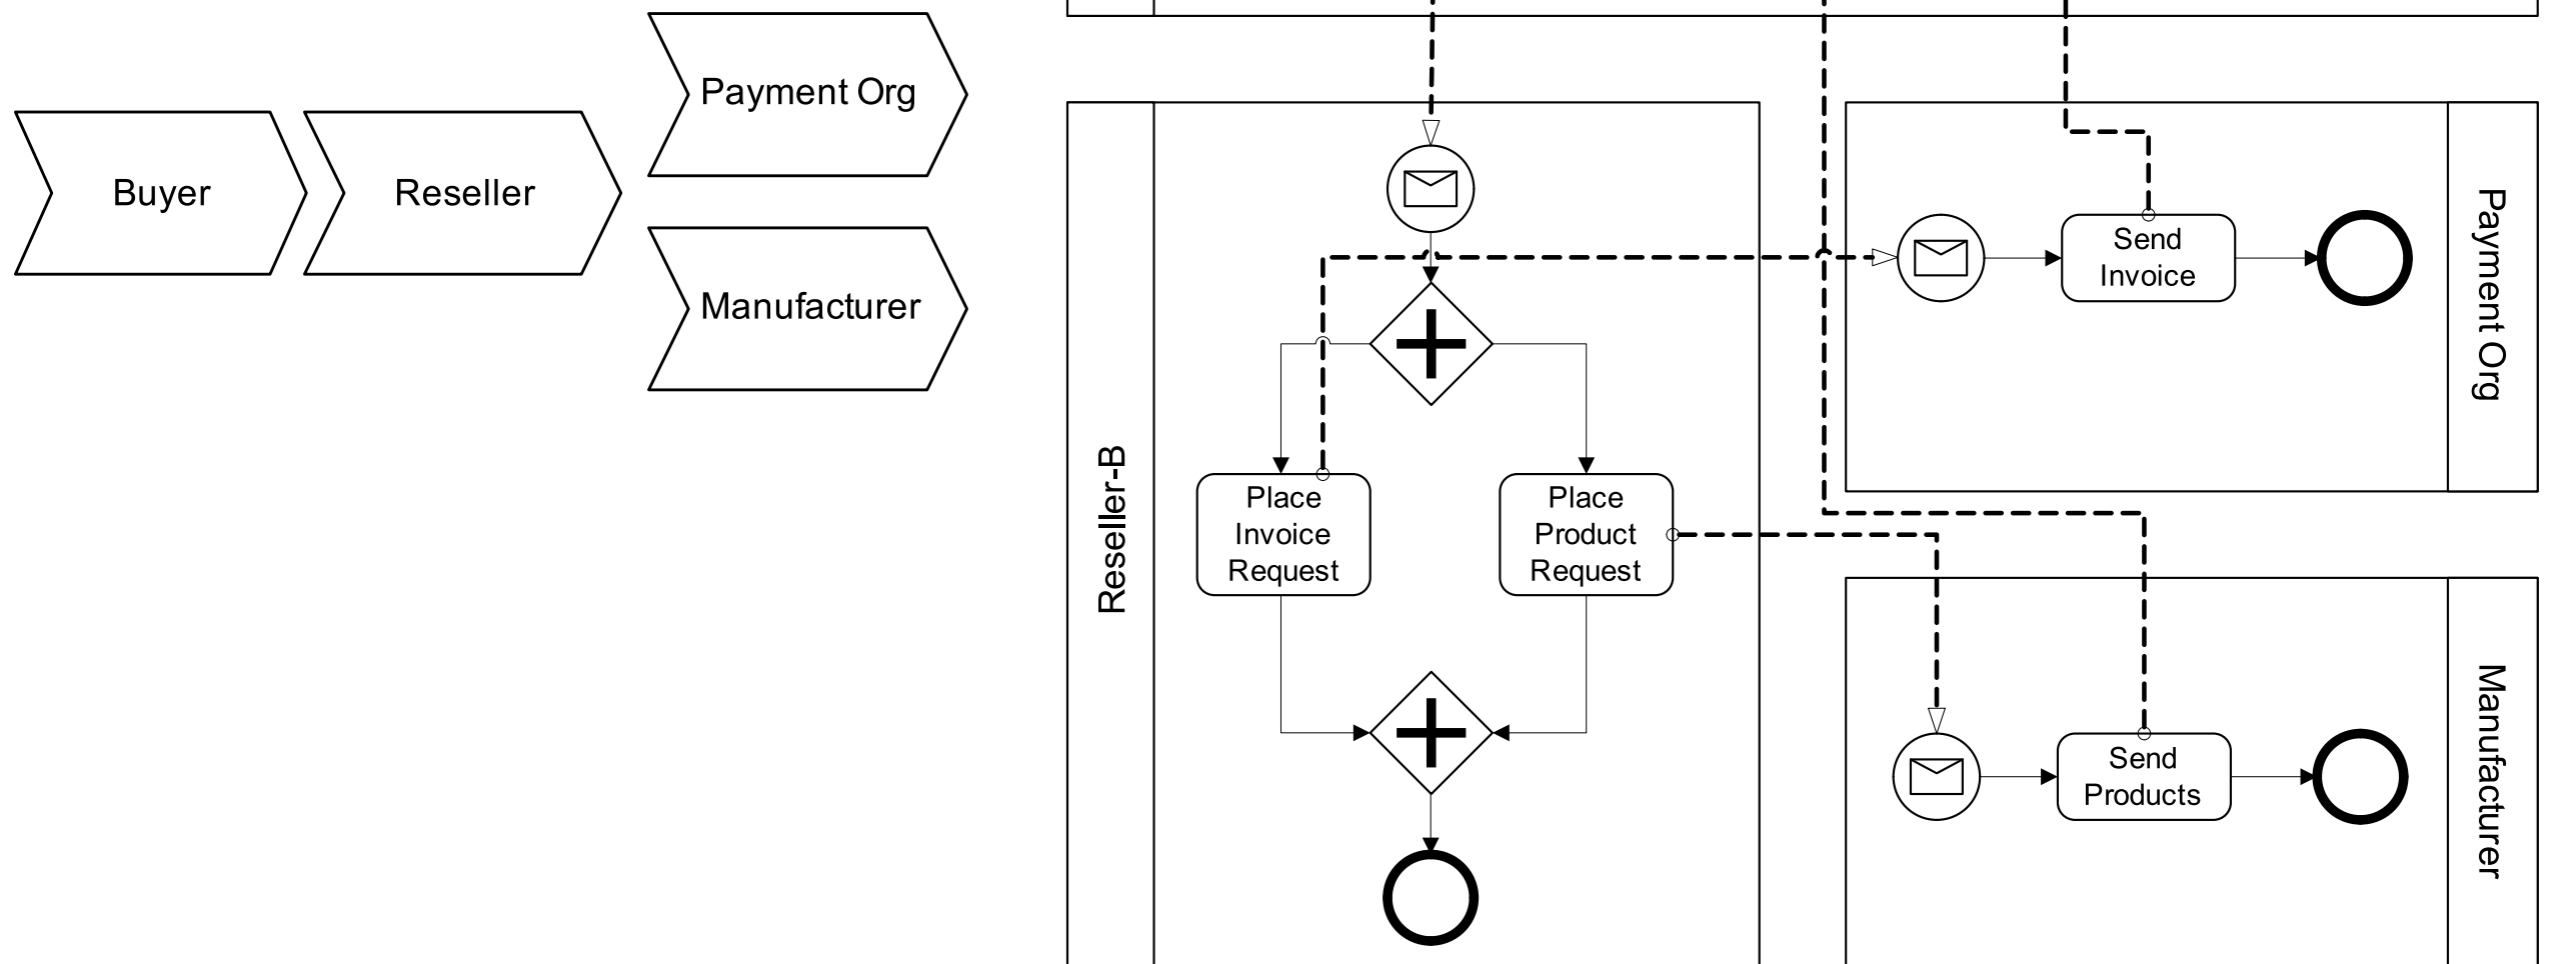 Payment Org
Buyer
Reseller
Manufacturer
Reseller-B
Place
Invoice
Request
Place
Product
Request
Send
Invoice
Payment Org
Send
Products
Manufacturer